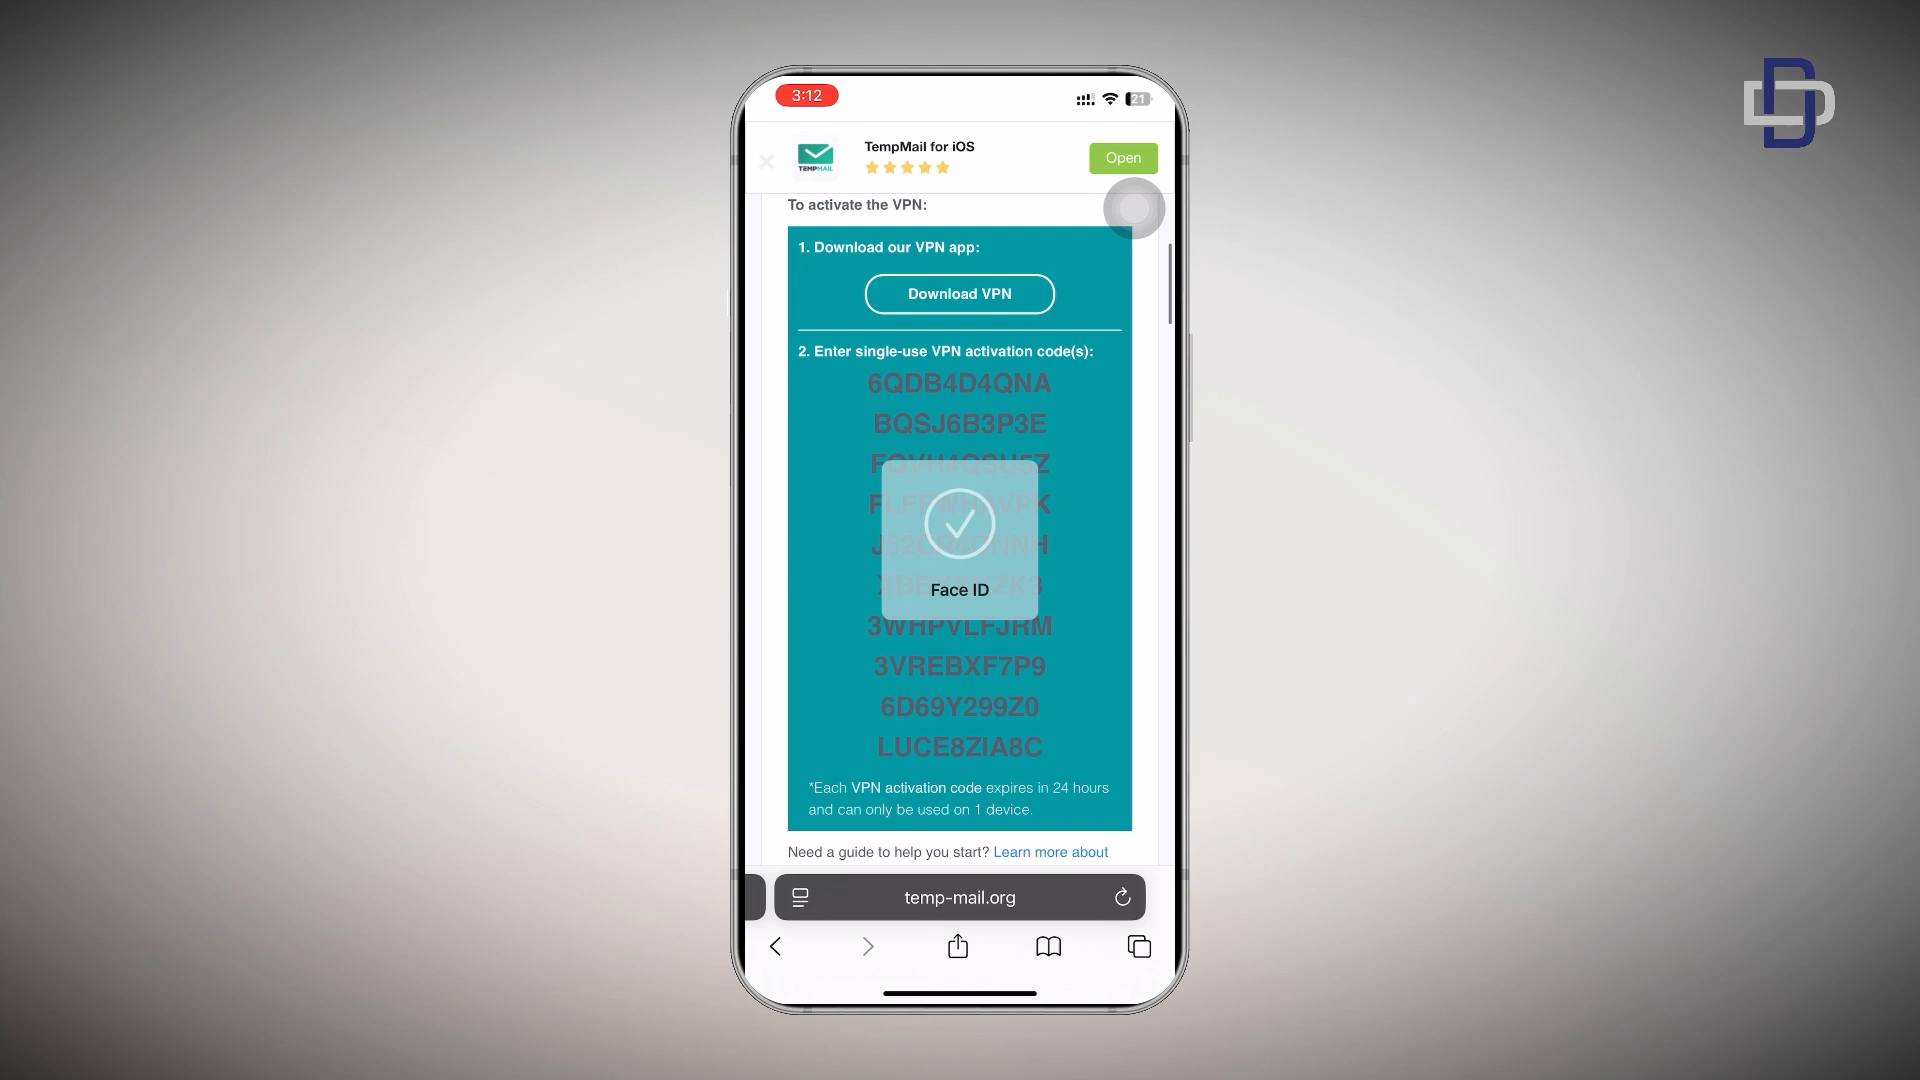 3:12
21
TempMail for iOS
TEMPMAIL
Open
To activate the VPN:
1. Download our VPN app:
Download VPN
2. Enter single-use VPN activation code(s):
6QDB4D4QNA
BQSJ6B3P3E
3WHPVLFJRM
3VREBXF7P9
6D69Y299Z0
LUCE8ZIA8C
Face ID
*Each VPN activation code expires in 24 hours
and can only be used on 1 device.
Need a guide to help you start? Learn more about
temp-mail.org